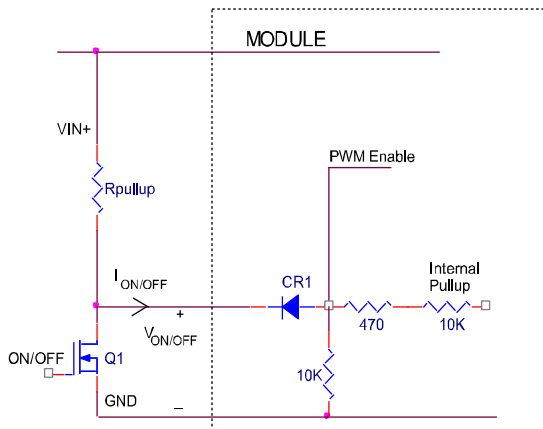 MODULE
VIN+
PWM Enable
Rpullup
I ON/OFF
CR1
Internal
Pullup
+
V ON/OFF
470
10K
ON/OFF
Q1
10K
GND
_